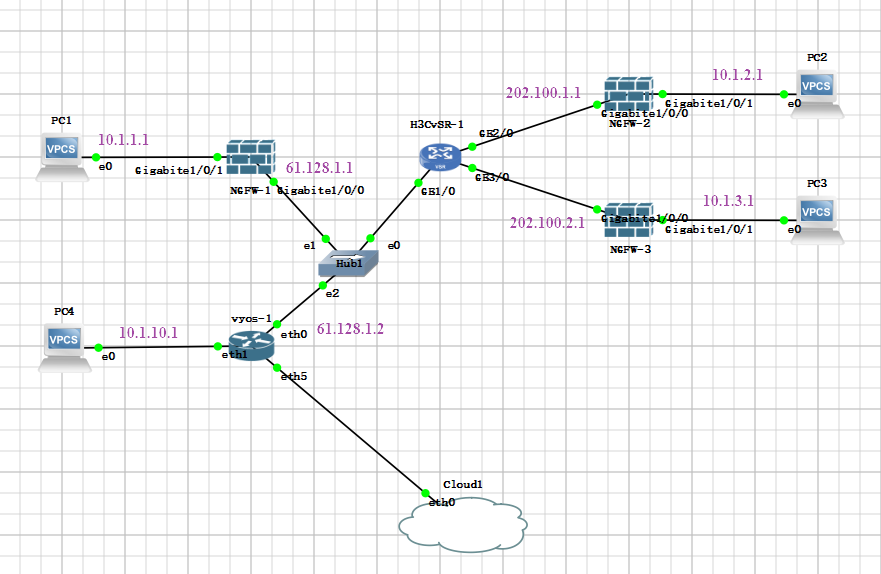 PC2
10.1.2.1
VPCS
202.100.1.1
Gigabite1/0/1
e0
Gigabite1/0/0
NGFW-2
H3CvSR-1
GE2/0
PC1
10.1.1.1
VPCS
e0
Gigabite1/0/1
61.128.1.1
NGFW-1
Gigabite1/0/0
VSR
GE1/0
GE3/0
PC3
10.1.3.1
VPCS
202.100.2.1
Gigabite1/0/0
Gigabite1/0/1
e0
NGFW-3
e1
e0
Hub1
e2
PC4
10.1.10.1
VPCS
e0
vyos-1
eth0
61.128.1.2
eth1
eth5
Cloud1
eth0